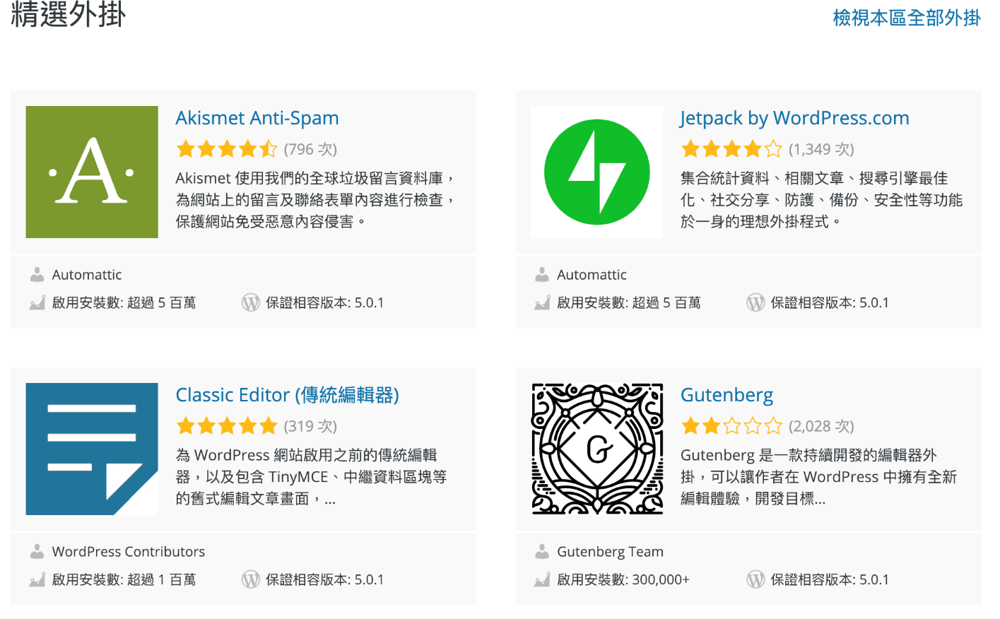 精選外掛
檢視本區全部外掛
A
Akismet Anti-Spam
(796 次)
Akismet 使用我們的全球垃圾留言資料庫，
為網站上的留言及聯絡表單內容進行檢查，
保護網站免受惡意內容侵害。
Automattic
啟用安裝數: 超過 5 百萬
保證相容版本: 5.0.1
Jetpack by WordPress.com
(1,349 次)
集合統計資料、相關文章、搜尋引擎最佳
化、社交分享、防護、備份、安全性等功能
於一身的理想外掛程式。
Automattic
啟用安裝數: 超過 5 百萬
保證相容版本: 5.0.1
Classic Editor (傳統編輯器)
(319 次)
為 WordPress 網站啟用之前的傳統編輯
器，以及包含 TinyMCE、中繼資料區塊等
的舊式編輯文章畫面，...
WordPress Contributors
啟用安裝數: 超過 1 百萬
保證相容版本: 5.0.1
G
Gutenberg
(2,028 次)
Gutenberg 是一款持續開發的編輯器外
掛，可以讓作者在 WordPress 中擁有全新
編輯體驗，開發目標...
Gutenberg Team
啟用安裝數: 300,000+
保證相容版本: 5.0.1